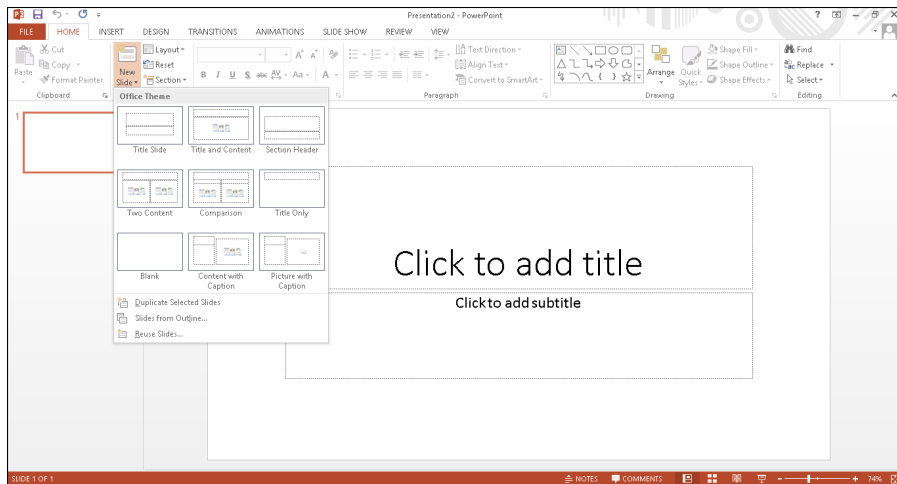 Presentation2 - PowerPoint
FILE HOME INSERT DESIGN TRANSITIONS ANIMATIONS SLIDE SHOW REVIEW VIEW
Paste
Cut
Copy
Format Painter
Clipboard
New
Slide
Layout
Reset
Section
B I U S abc AV Aa A
Text Direction
Align Text
Convert to SmartArt
Paragraph
Arrange
Quick
Styles
Shape Fill
Shape Outline
Shape Effects
Drawing
Find
Replace
Select
Editing
Office Theme
Title Slide Title and Content Section Header
Two Content Comparison Title Only
Blank Content with Caption Picture with Caption
Duplicate Selected Slides
Slides from Outline...
Reuse Slides...
1
Click to add title
Click to add subtitle
SLIDE 1 OF 1 NOTES COMMENTS 74%